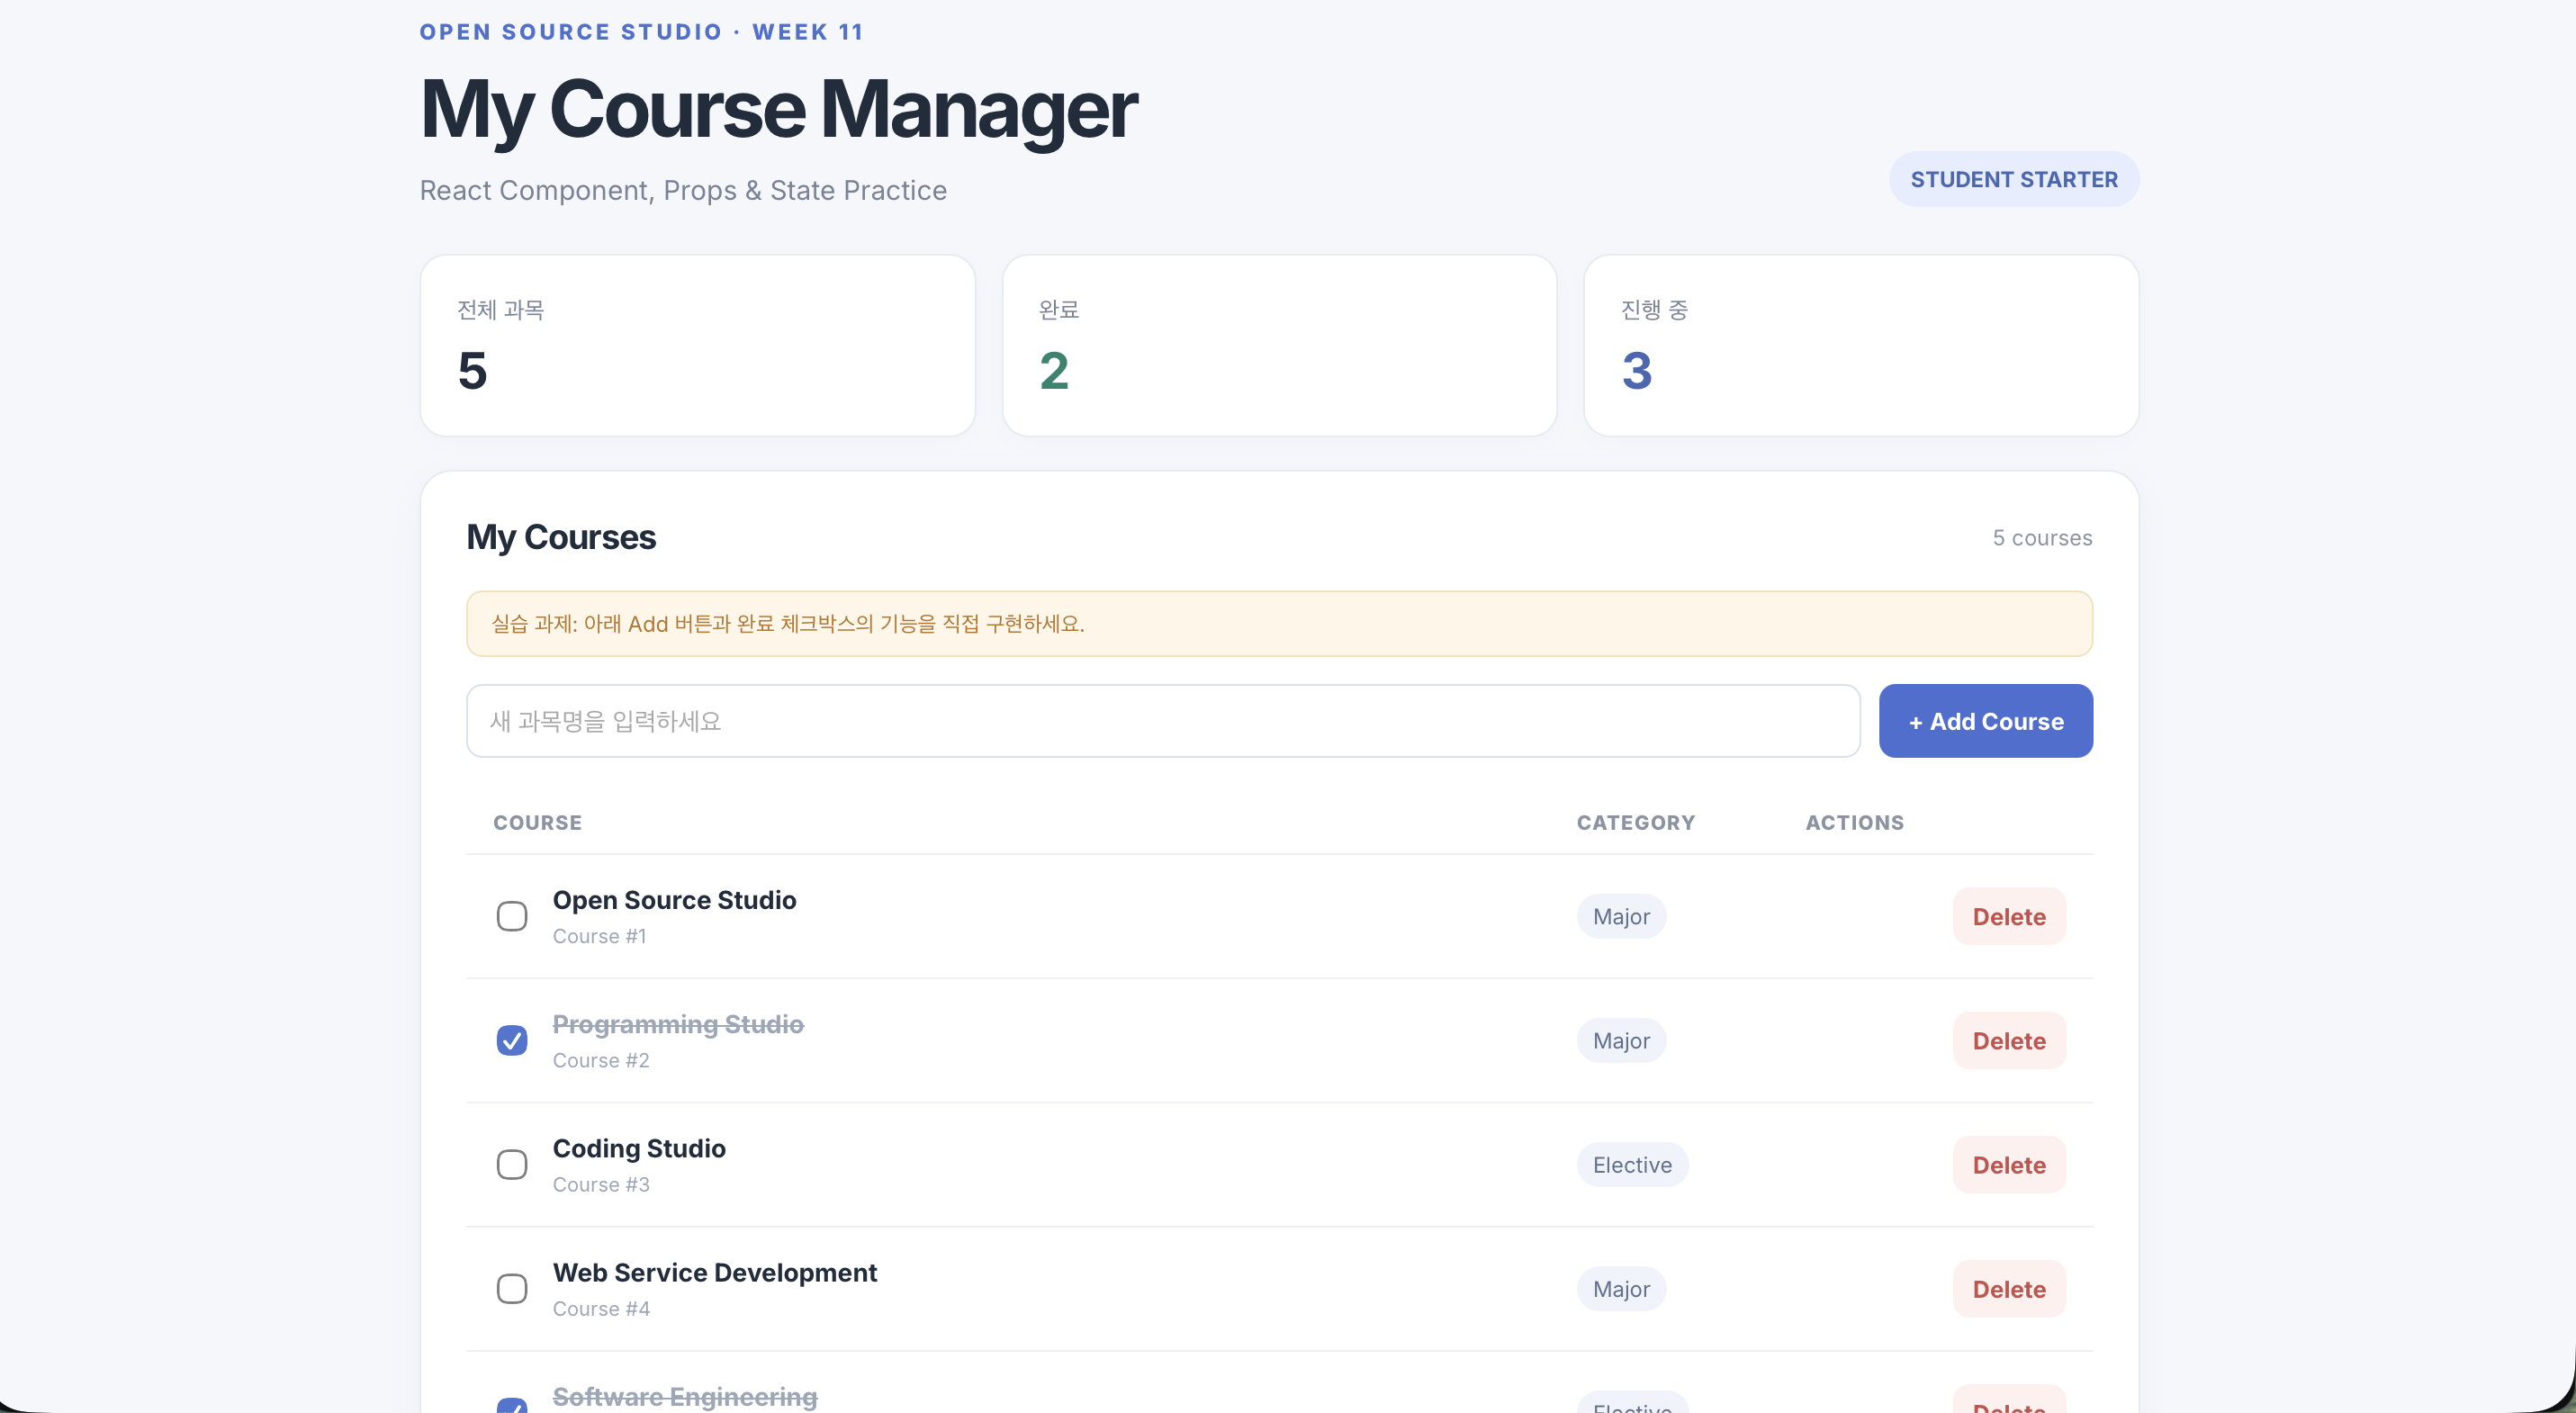 OPEN SOURCE STUDIO · WEEK 11
My Course Manager
React Component, Props & State Practice
STUDENT STARTER
전체 과목
5
완료
2
진행 중
3
My Courses
5 courses
실습 과제: 아래 Add 버튼과 완료 체크박스의 기능을 직접 구현하세요.
새 과목명을 입력하세요
+ Add Course
COURSE CATEGORY ACTIONS
Open Source Studio
Course #1
Major
Delete
Programming Studio
Course #2
Major
Delete
Coding Studio
Course #3
Elective
Delete
Web Service Development
Course #4
Major
Delete
Software Engineering
Elective
Delete